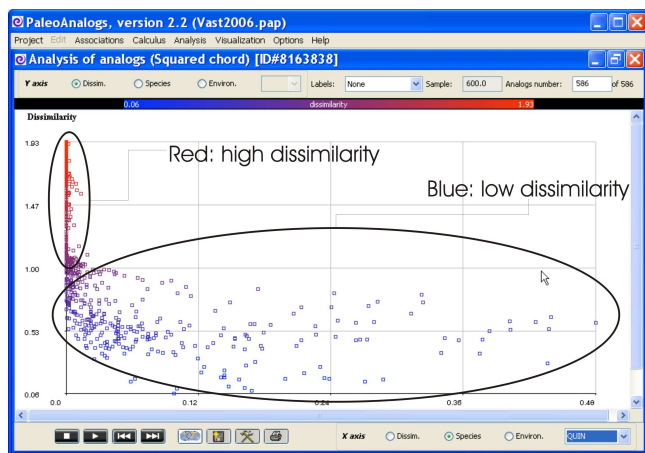 PaleoAnalogs, version 2.2 (Vast2006.pap)
Project Edit Associations Calculus Analysis Visualization Options Help
Analysis of analogs (Squared chord) [ID#8163838]
Y axis Dissim. Species Environ. Labels: None Sample: 600.0 Analogs number: 586 of 586
0.06 dissimilarity 1.93
Dissimilarity
1.93
Red: high dissimilarity
Blue: low dissimilarity
1.47
1.00
0.53
0.06
0.0 0.12 0.24 0.36 0.48
X axis Dissim. Species Environ. QUIN